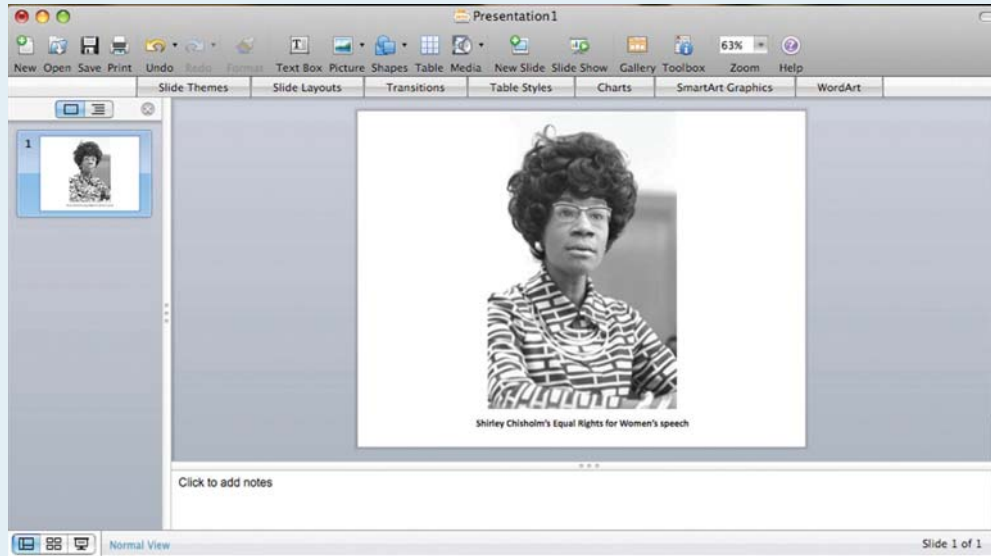 Presentation1
New Open Save Print Undo Redo Format Text Box Picture Shapes Table Media New Slide Slide Show Gallery Toolbox Zoom Help
63%
Slide Themes Slide Layouts Transitions Table Styles Charts SmartArt Graphics WordArt
1
Shirley Chisholm's Equal Rights for Women's speech
Click to add notes
Normal View
Slide 1 of 1